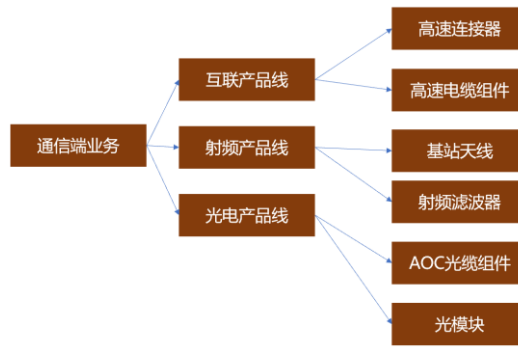 通信端业务
互联产品线
射频产品线
光电产品线
高速连接器
高速电缆组件
基站天线
射频滤波器
AOC光缆组件
光模块